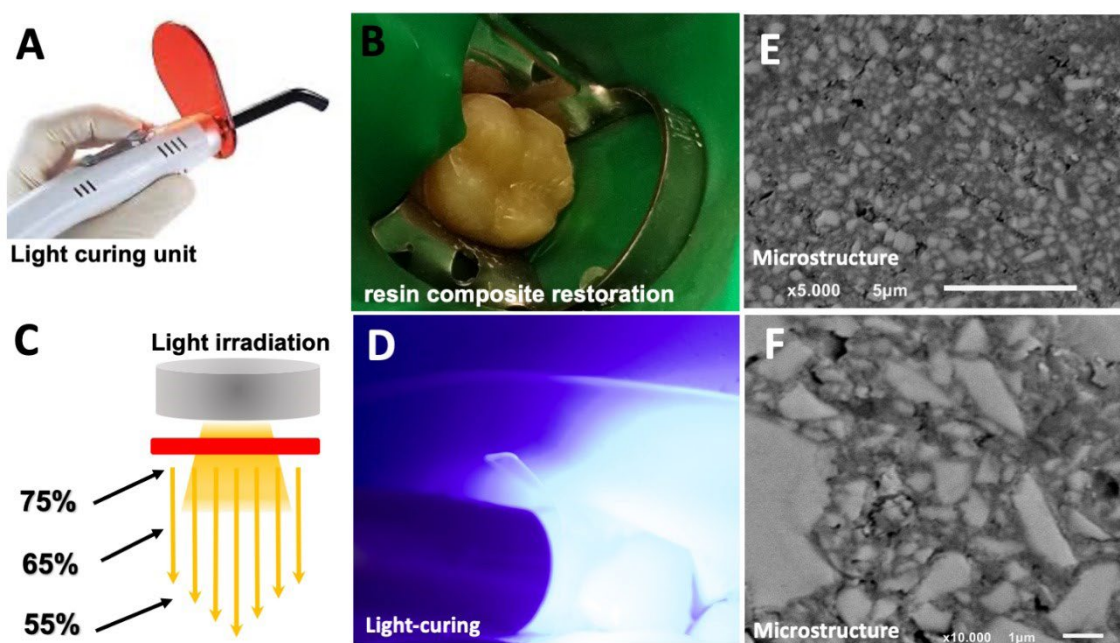 A
Light curing unit
B
resin composite restoration
C
Light irradiation
75%
65%
55%
D
Light-curing
E
Microstructure
x5.000 5µm
F
Microstructure
x10.000 1µm